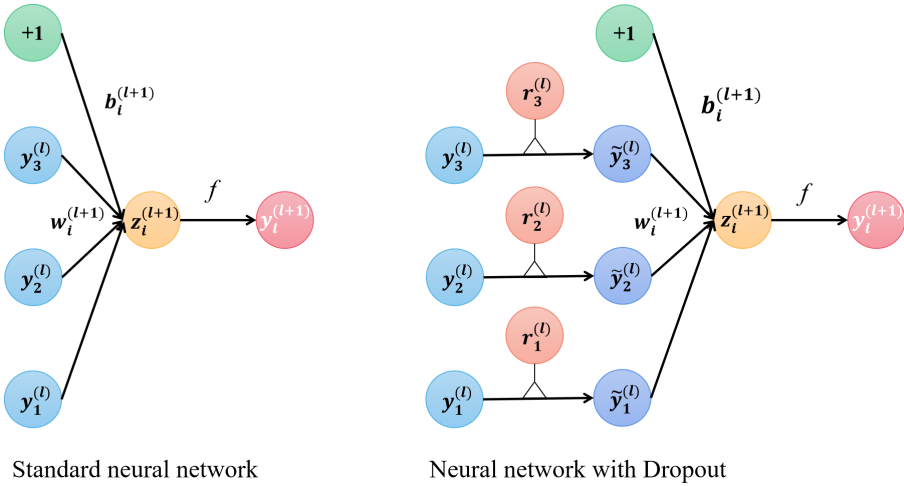 +1
b_i^{(l+1)}
y_3^{(l)}
w_i^{(l+1)}
z_i^{(l+1)}
f
y_i^{(l+1)}
y_2^{(l)}
y_1^{(l)}
Standard neural network
+1
r_3^{(l)}
b_i^{(l+1)}
y_3^{(l)}
ỹ_3^{(l)}
r_2^{(l)}
w_i^{(l+1)}
z_i^{(l+1)}
f
y_i^{(l+1)}
y_2^{(l)}
ỹ_2^{(l)}
r_1^{(l)}
y_1^{(l)}
ỹ_1^{(l)}
Neural network with Dropout